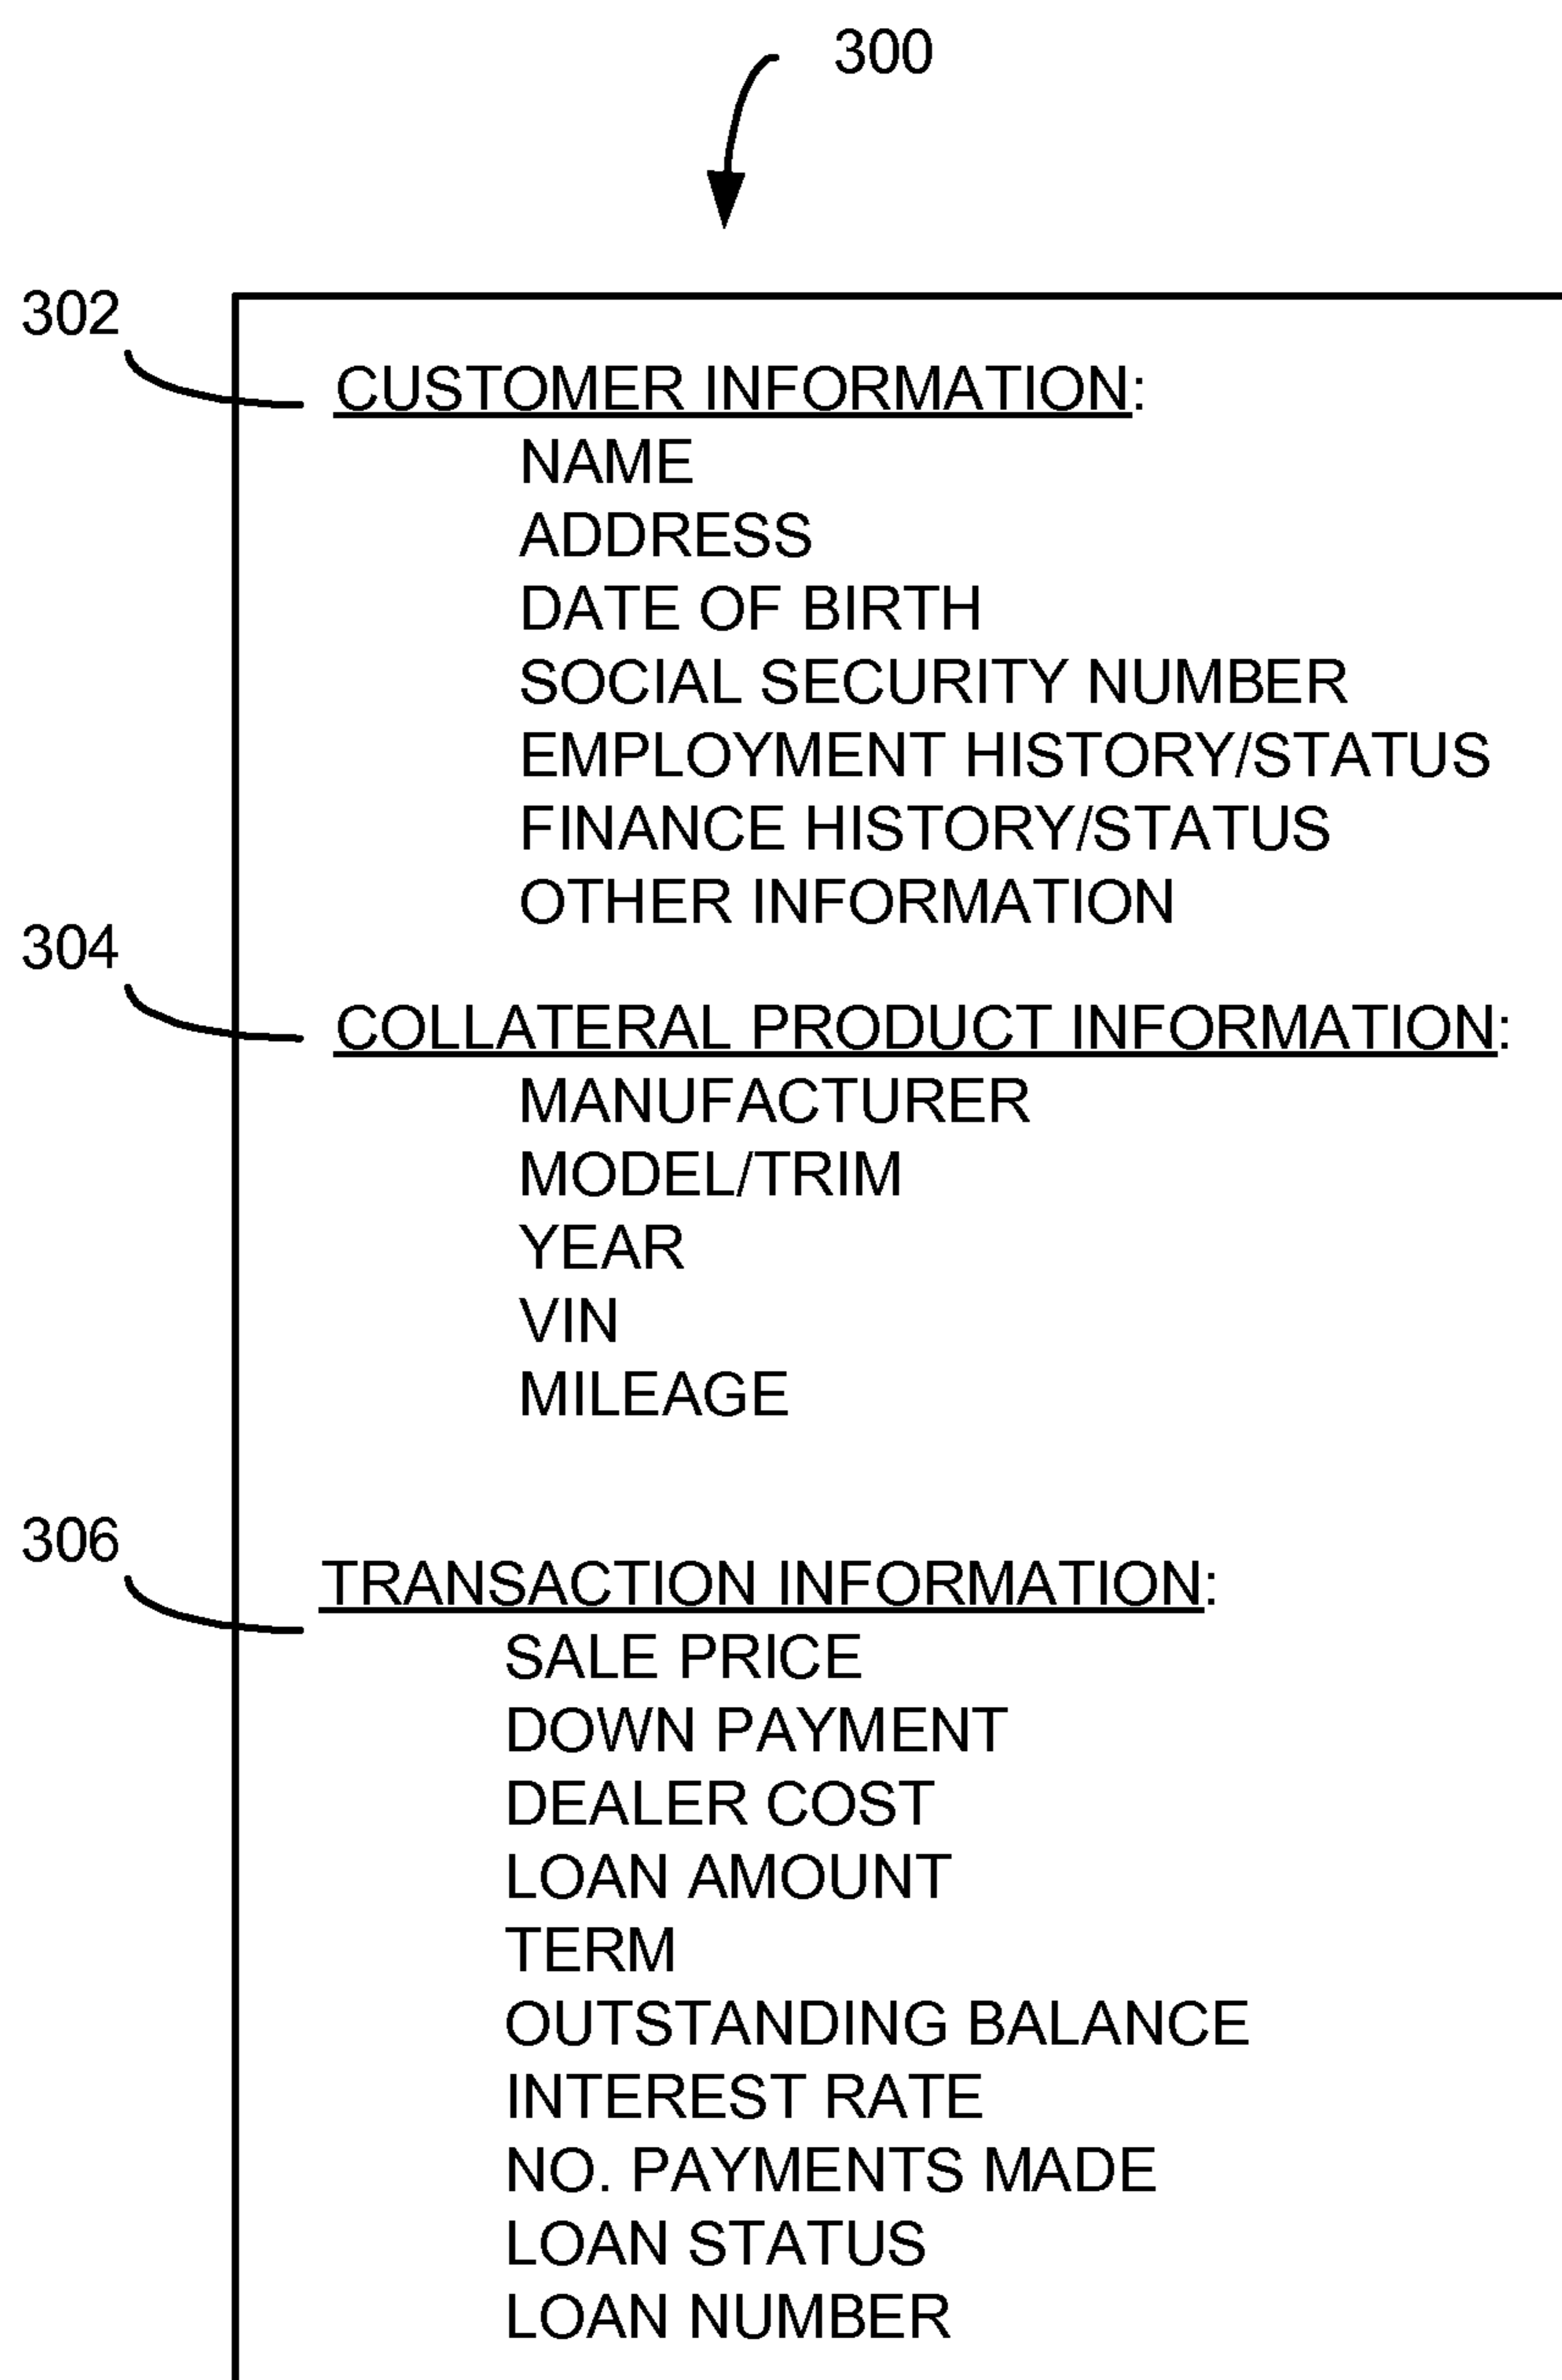 300
302
CUSTOMER INFORMATION:
NAME
ADDRESS
DATE OF BIRTH
SOCIAL SECURITY NUMBER
EMPLOYMENT HISTORY/STATUS
FINANCE HISTORY/STATUS
OTHER INFORMATION
304
COLLATERAL PRODUCT INFORMATION:
MANUFACTURER
MODEL/TRIM
YEAR
VIN
MILEAGE
306
TRANSACTION INFORMATION:
SALE PRICE
DOWN PAYMENT
DEALER COST
LOAN AMOUNT
TERM
OUTSTANDING BALANCE
INTEREST RATE
NO. PAYMENTS MADE
LOAN STATUS
LOAN NUMBER